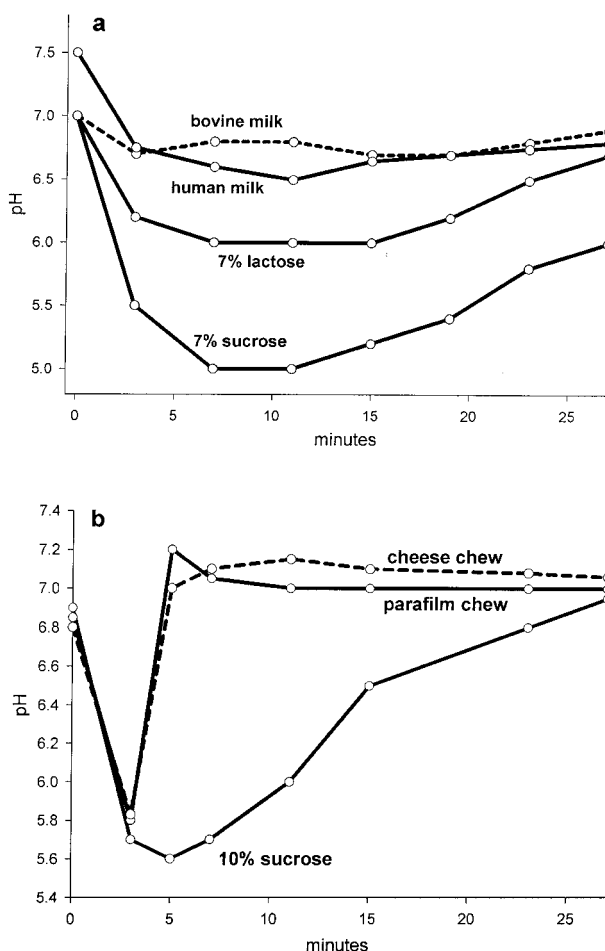 a
7.5
7.0
6.5
6.0
5.5
5.0
pH
bovine milk
human milk
7% lactose
7% sucrose
0 5 10 15 20 25
minutes
b
7.4
7.2
7.0
6.8
6.6
6.4
6.2
6.0
5.8
5.6
5.4
pH
cheese chew
parafilm chew
10% sucrose
0 5 10 15 20 25
minutes